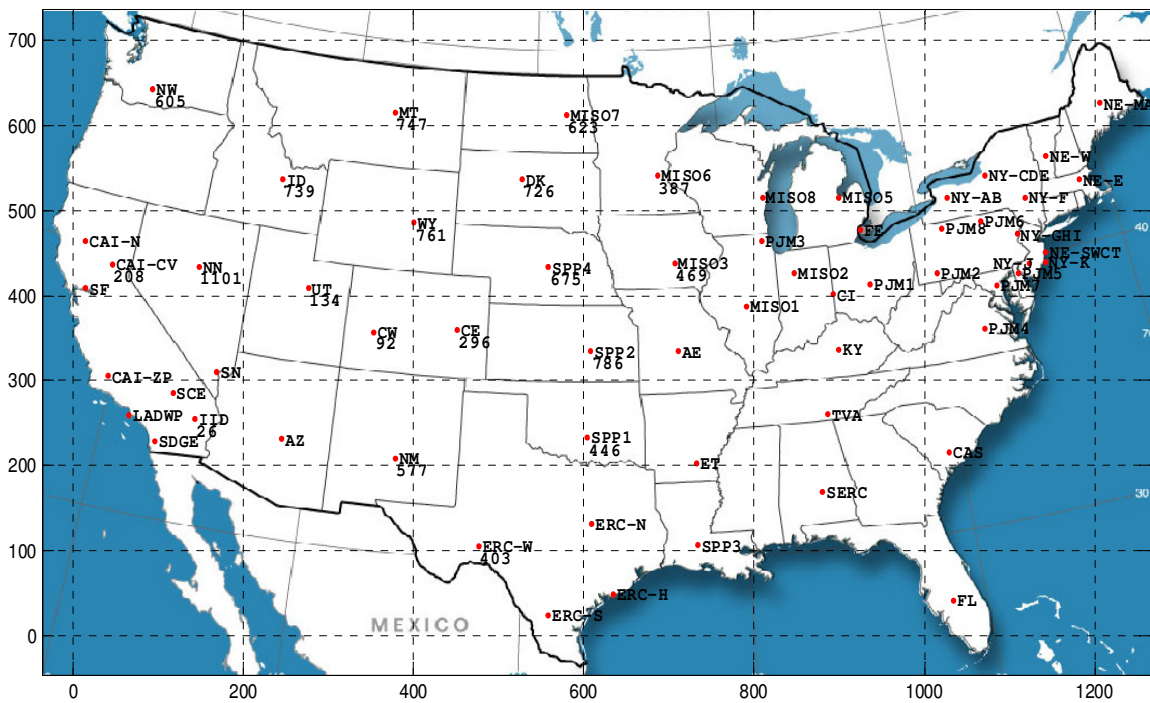 700
NW
605
MT
747
MISO7
623
NE-MA
600
ID
739
DK
726
MISO6
387
NE-W
NY-CDE
NE-E
MISO8
MISO5
NY-AB
NY-F
500
WY
761
FE
PJM8
PJM6
NY-GHI
40
CAI-N
PJM3
CAI-CV
208
NN
1101
SPP4
675
MISO3
469
MISO2
PJM1
PJM2
NY-J
NE-SWCT
NY-K
PJM5
PJM7
SF
UT
134
400
CI
MISO1
CW
92
CE
296
PJM4
SPP2
786
AE
KY
300
CAI-ZP
SN
SCE
LADWP
IID
26
TVA
SDGE
AZ
SPP1
446
CAS
200
NM
577
ET
SERC
30
ERC-N
100
ERC-W
403
SPP3
ERC-H
FL
ERC-S
MEXICO
0
0 200 400 600 800 1000 1200